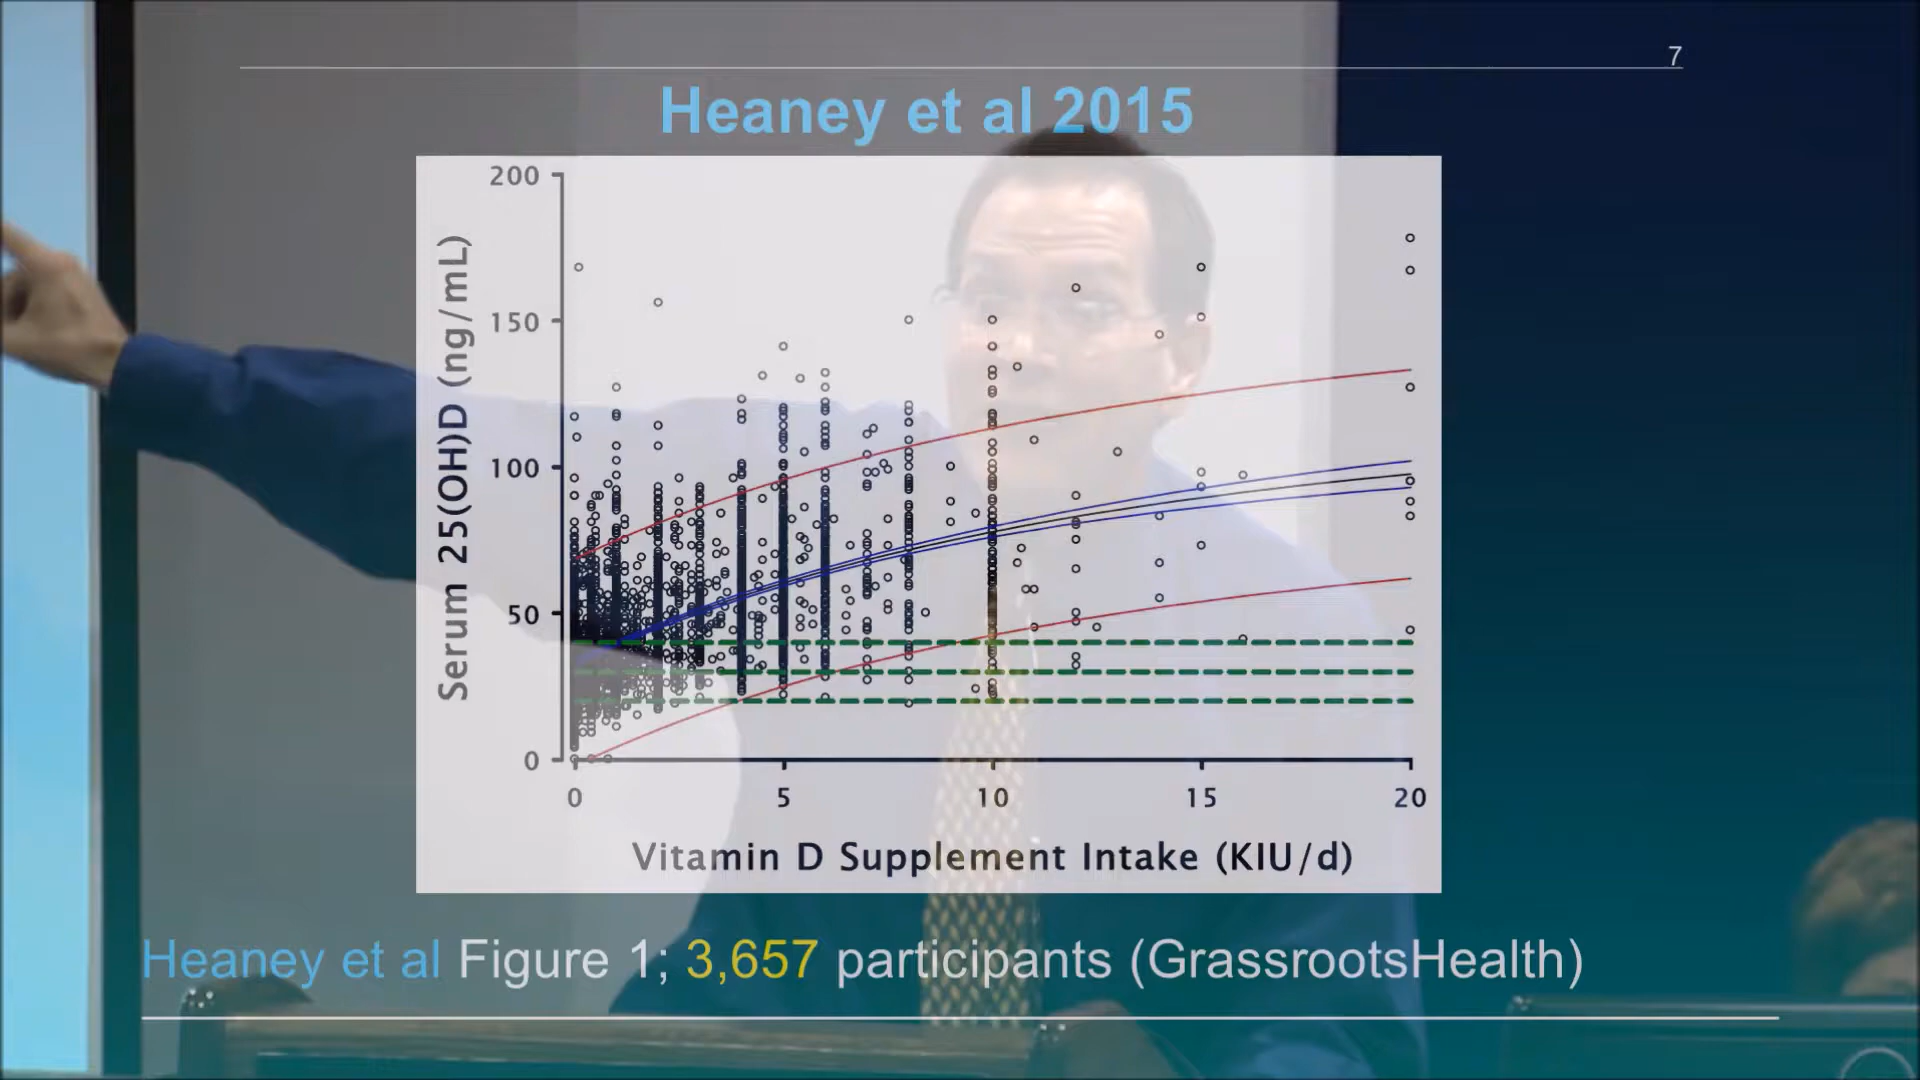 7
Heaney et al 2015
Serum 25(OH)D (ng/mL)
200
150
100
50
0
0 5 10 15 20
Vitamin D Supplement Intake (KIU/d)
Heaney et al Figure 1; 3,657 participants (GrassrootsHealth)